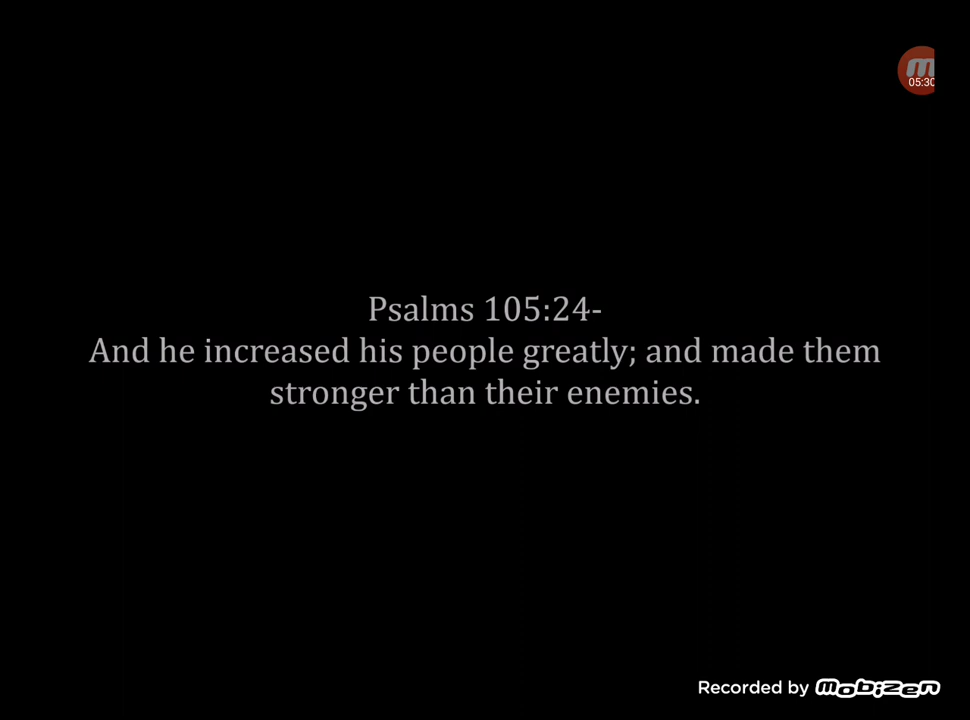 m
05:30
Psalms 105:24-
And he increased his people greatly; and made them
stronger than their enemies.
Recorded by mobizen